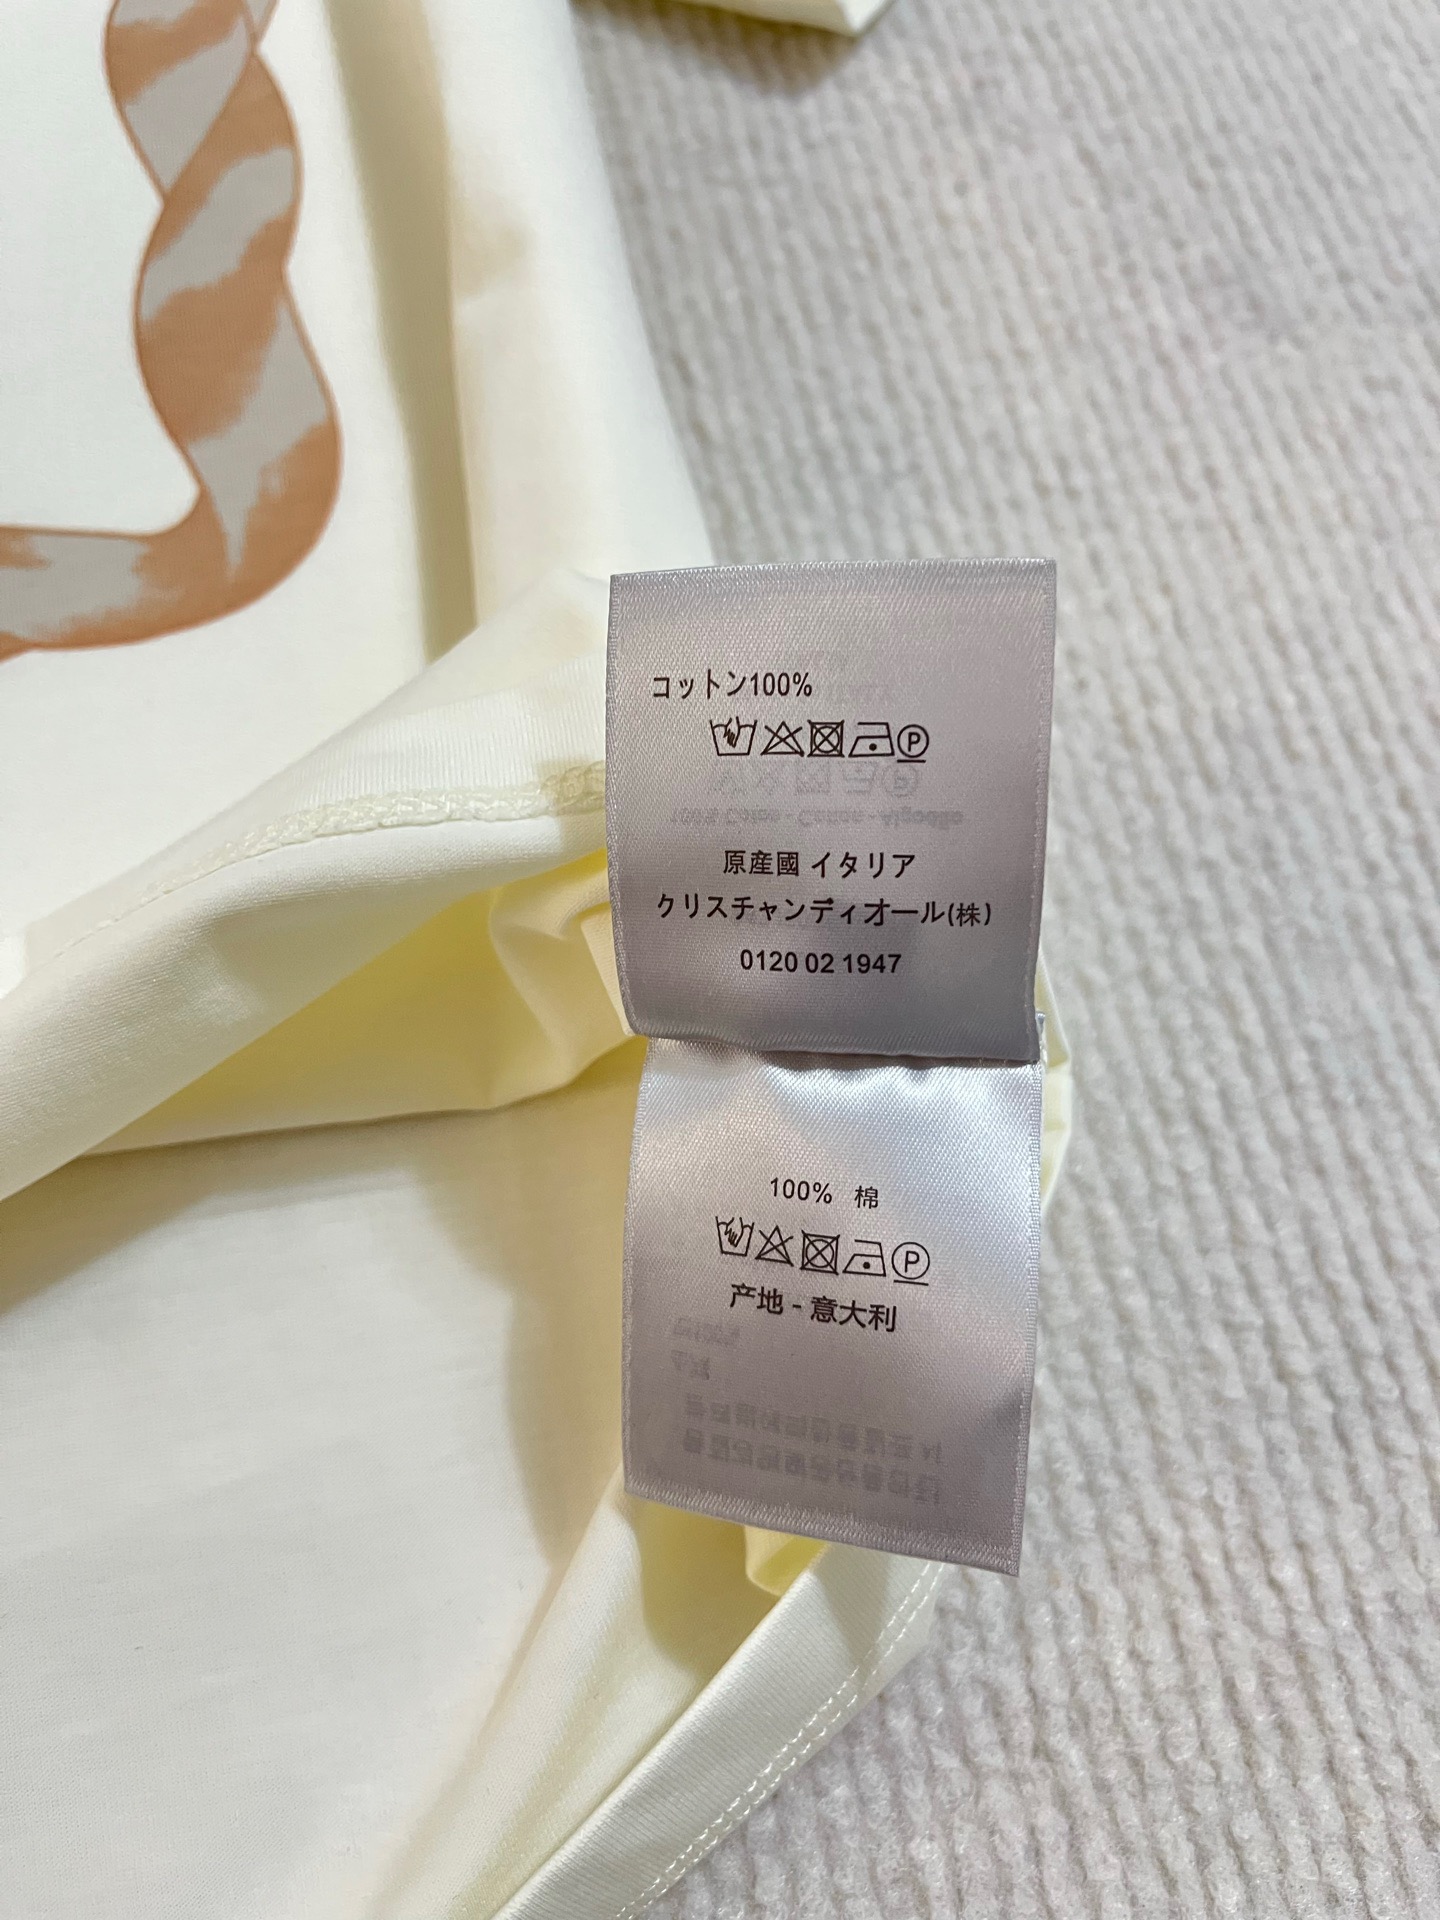 コットン100%
P
原産國 イタリア
クリスチャンディオール(株)
0120 02 1947
100% 棉
P
产地 - 意大利